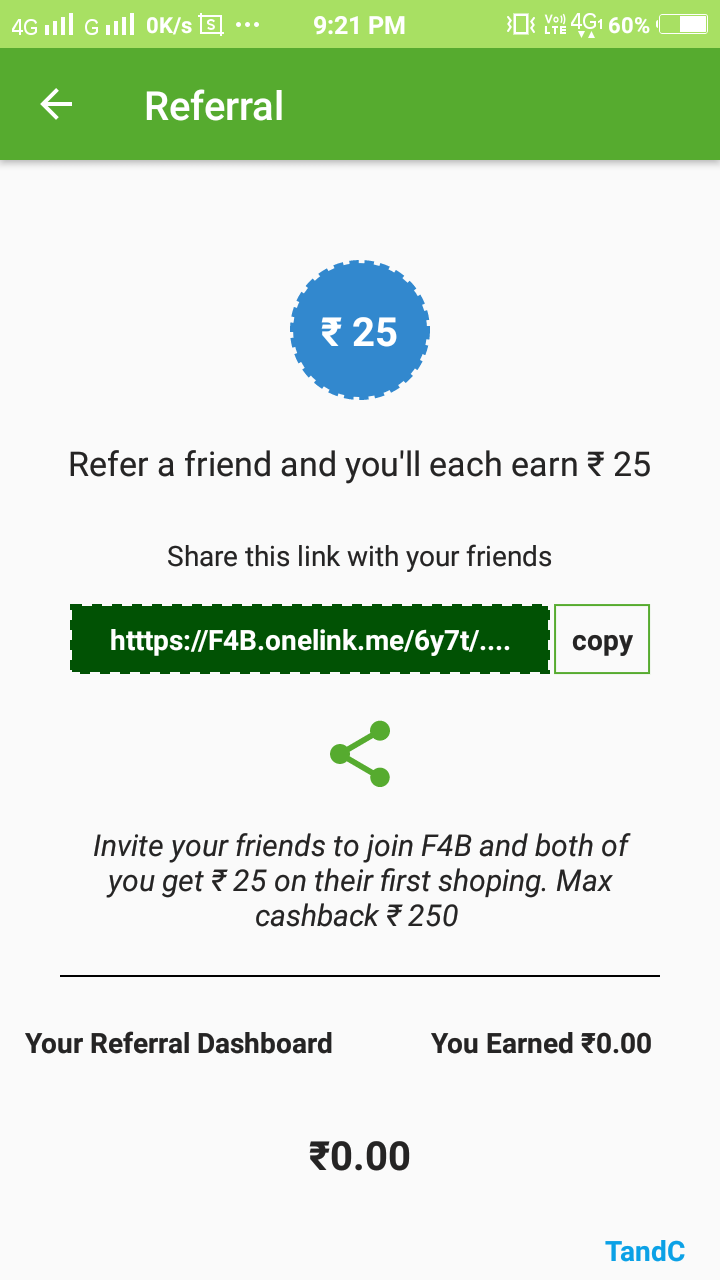 4G G 0K/s S ... 9:21 PM Vo)) LTE 4G1 60%
Referral
₹ 25
Refer a friend and you'll each earn ₹ 25
Share this link with your friends
htttps://F4B.onelink.me/6y7t/.... copy
Invite your friends to join F4B and both of
you get ₹ 25 on their first shoping. Max
cashback ₹ 250
Your Referral Dashboard You Earned ₹0.00
₹0.00
TandC